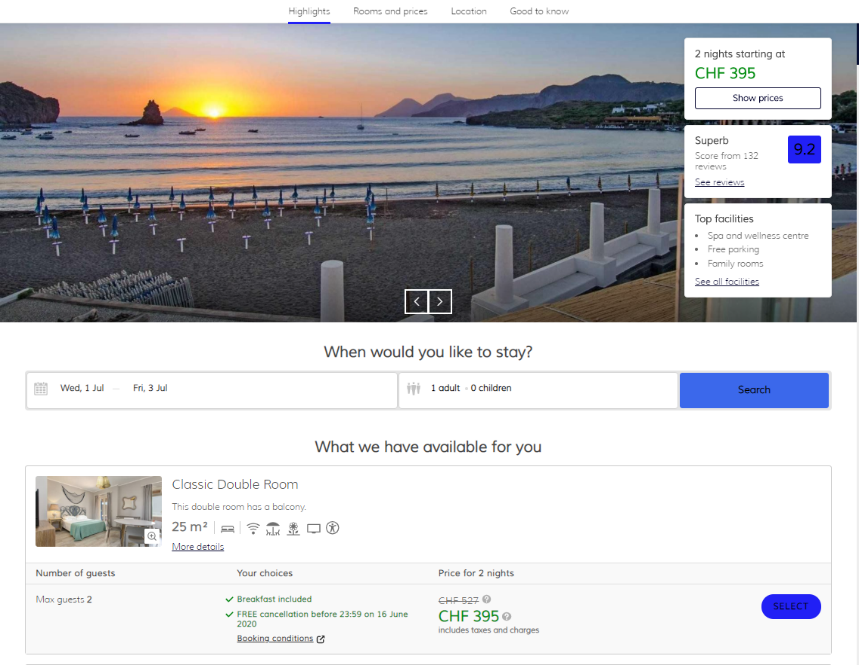 Highlights Rooms and prices Location Good to know
2 nights starting at
CHF 395
Show prices
Superb
Score from 132
reviews
9.2
See reviews
Top facilities
• Spa and wellness centre
• Free parking
• Family rooms
See all facilities
When would you like to stay?
Wed, 1 Jul — Fri, 3 Jul 1 adult • 0 children Search
What we have available for you
Classic Double Room
This double room has a balcony.
25 m²
More details
Number of guests Your choices Price for 2 nights
Max guests 2
Breakfast included
FREE cancellation before 23:59 on 16 June
2020
Booking conditions
CHF 527
CHF 395
includes taxes and charges
SELECT